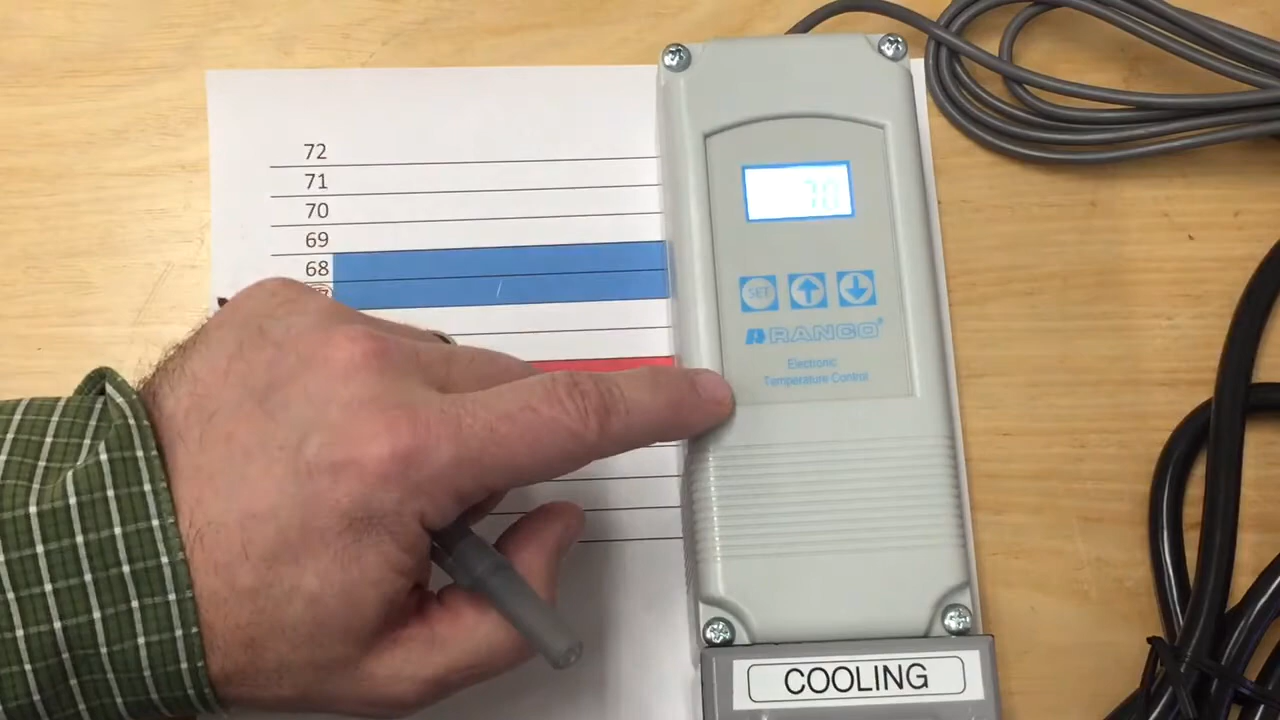 72
71
70
69
68
70
SET
RANCO
Electronic
Temperature Control
COOLING